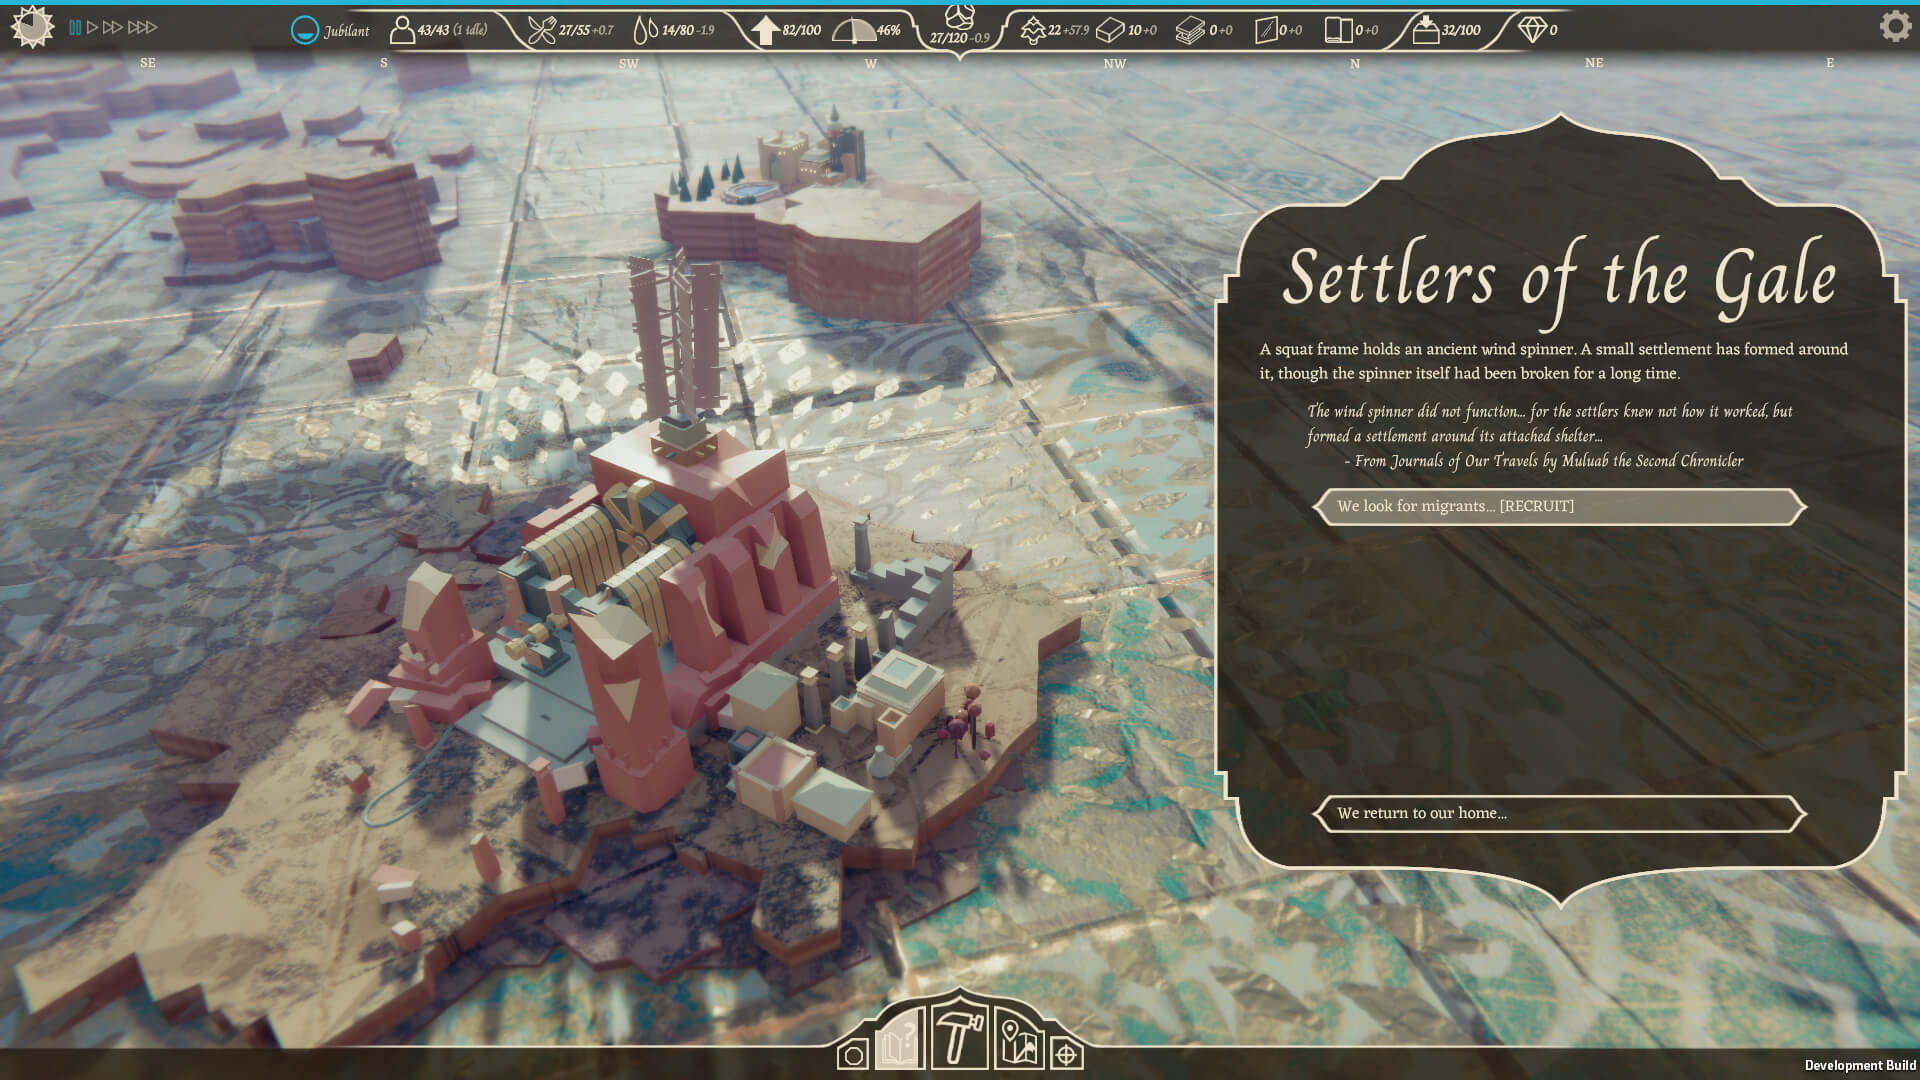 Jubilant 43/43 (1 idle) 27/55 +0.7 14/80 -1.9 82/100 46% 27/120 -0.9 22 +57.9 10 +0 0 +0 0 +0 0 +0 32/100 0
SE S SW W NW N NE E
Settlers of the Gale
A squat frame holds an ancient wind spinner. A small settlement has formed around
it, though the spinner itself had been broken for a long time.
The wind spinner did not function... for the settlers knew not how it worked, but
formed a settlement around its attached shelter...
- From Journals of Our Travels by Muluab the Second Chronicler
We look for migrants... [RECRUIT]
We return to our home...
Development Build